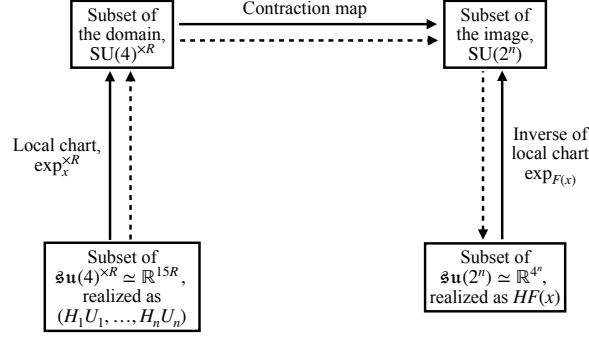 Subset of
the domain,
SU(4)^{×R}
Contraction map
Subset of
the image,
SU(2^n)
Local chart,
exp_x^{×R}
Inverse of
local chart
exp_{F(x)}
Subset of
𝔰𝔲(4)^{×R} ≃ ℝ^{15R},
realized as
(H_1U_1, …, H_nU_n)
Subset of
𝔰𝔲(2^n) ≃ ℝ^{4^n},
realized as HF(x)